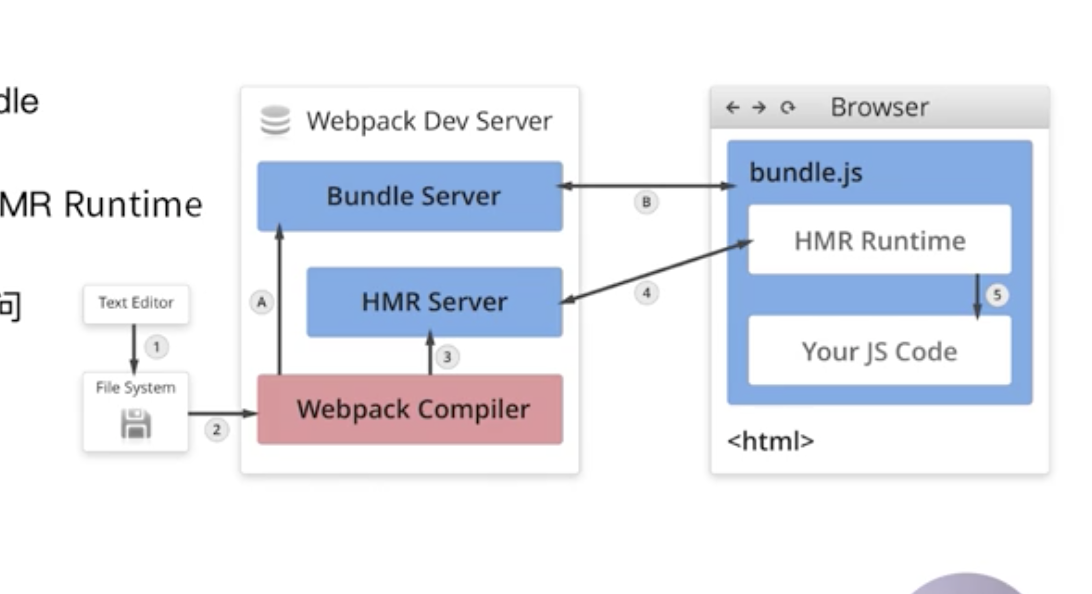 dle
MR Runtime
问
Text Editor
1
File System
2
Webpack Dev Server
Bundle Server
A
HMR Server
3
Webpack Compiler
B
4
Browser
bundle.js
HMR Runtime
5
Your JS Code
<html>